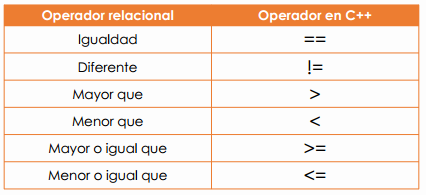 Operador relacional Operador en C++
Igualdad ==
Diferente !=
Mayor que >
Menor que <
Mayor o igual que >=
Menor o igual que <=